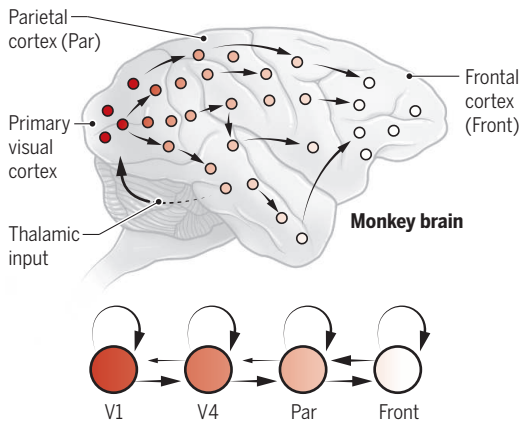 Parietal
cortex (Par)
Frontal
cortex
(Front)
Primary
visual
cortex
Monkey brain
Thalamic
input
V1 V4 Par Front